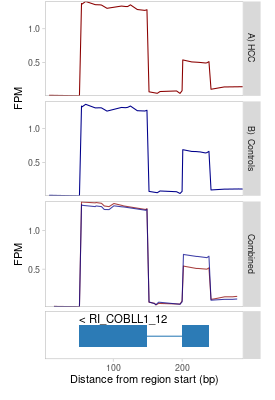 1.0
0.5
A) HCC
FPM
1.0
0.5
B) Controls
1.0
0.5
FPM
Combined
< RI_COBLL1_12
100
200
Distance from region start (bp)